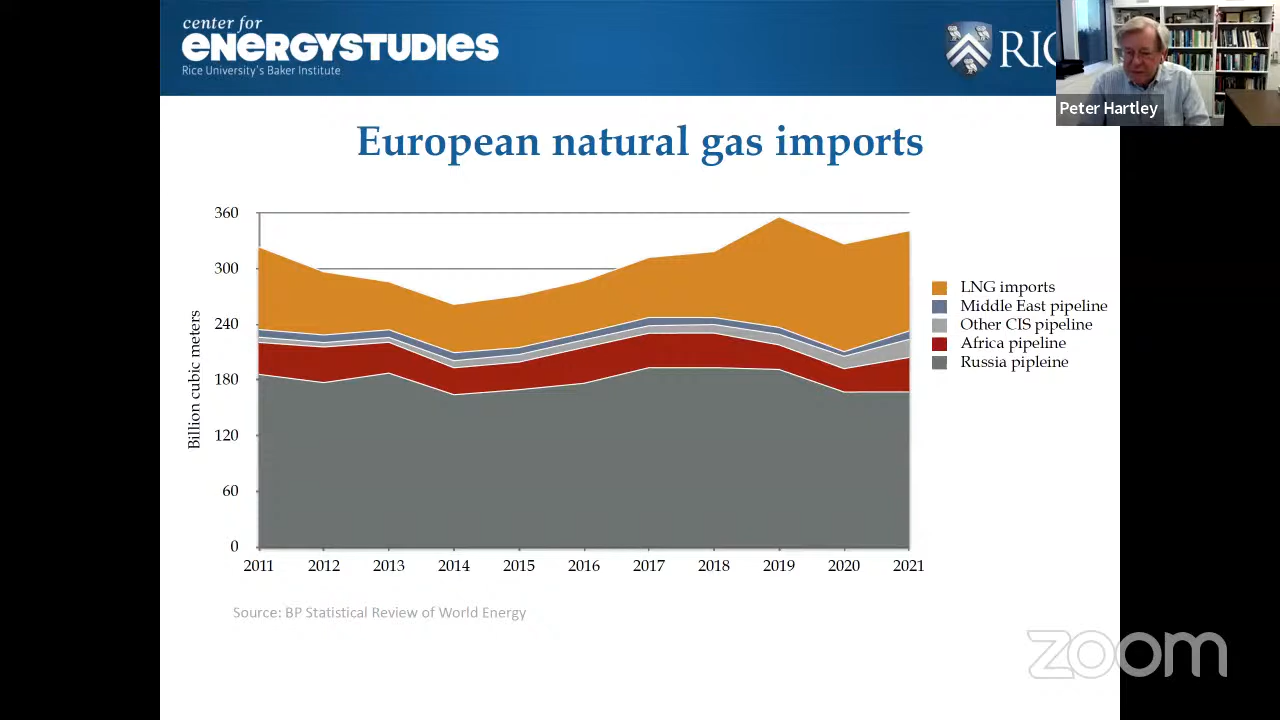 center for
ENERGYSTUDIES
Rice University's Baker Institute
RIC
Peter Hartley
European natural gas imports
Billion cubic meters
360
300
240
180
120
60
0
2011 2012 2013 2014 2015 2016 2017 2018 2019 2020 2021
LNG imports
Middle East pipeline
Other CIS pipeline
Africa pipeline
Russia pipleine
Source: BP Statistical Review of World Energy
zoom